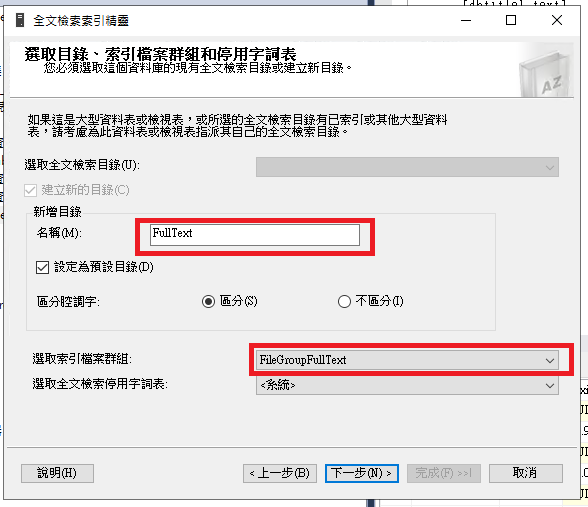 [dbtitle] text]
全文檢索索引精靈
選取目錄、索引檔案群組和停用字詞表
您必須選取這個資料庫的現有全文檢索目錄或建立新目錄。
AZ
如果這是大型資料表或檢視表，或所選的全文檢索目錄有已索引或其他大型資料
表，請考慮為此資料表或檢視表指派其自己的全文檢索目錄。
選取全文檢索目錄(U):
建立新的目錄(C)
新增目錄
名稱(M):
FullText
設定為預設目錄(D)
區分腔調字:
區分(S)
不區分(I)
選取索引檔案群組:
FileGroupFullText
選取全文檢索停用字詞表:
<系統>
說明(H)
< 上一步(B)
下一步(N) >
完成(F) >>|
取消